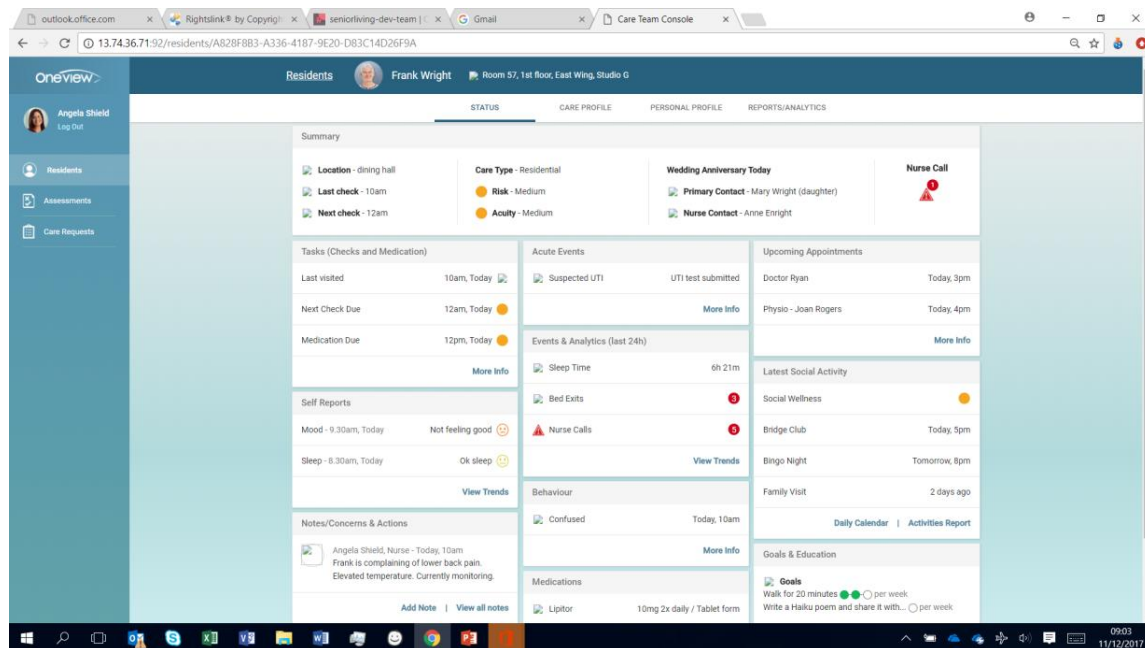 outlook.office.com
Rightslink® by Copyrigh
seniorliving-dev-team | C
Gmail
Care Team Console
13.74.36.71:92/residents/A828F8B3-A336-4187-9E20-D83C14D26F9A
Oneview
Residents
Frank Wright
Room 57, 1st floor, East Wing, Studio G
Angela Shield
Log Out
STATUS
CARE PROFILE
PERSONAL PROFILE
REPORTS/ANALYTICS
Residents
Assessments
Care Requests
Summary
Location - dining hall
Last check - 10am
Next check - 12am
Care Type - Residential
Risk - Medium
Acuity - Medium
Wedding Anniversary Today
Primary Contact - Mary Wright (daughter)
Nurse Contact - Anne Enright
Nurse Call
1
Tasks (Checks and Medication)
Last visited 10am, Today
Next Check Due 12am, Today
Medication Due 12pm, Today
More Info
Self Reports
Mood - 9.30am, Today Not feeling good
Sleep - 8.30am, Today Ok sleep
View Trends
Notes/Concerns & Actions
Angela Shield, Nurse - Today, 10am
Frank is complaining of lower back pain.
Elevated temperature. Currently monitoring.
Add Note | View all notes
Acute Events
Suspected UTI UTI test submitted
More Info
Events & Analytics (last 24h)
Sleep Time 6h 21m
Bed Exits 3
Nurse Calls 5
View Trends
Behaviour
Confused Today, 10am
More Info
Medications
Lipitor 10mg 2x daily / Tablet form
Upcoming Appointments
Doctor Ryan Today, 3pm
Physio - Joan Rogers Today, 4pm
More Info
Latest Social Activity
Social Wellness
Bridge Club Today, 5pm
Bingo Night Tomorrow, 8pm
Family Visit 2 days ago
Daily Calendar | Activities Report
Goals & Education
Goals
Walk for 20 minutes per week
Write a Haiku poem and share it with... per week
09:03
11/12/2017